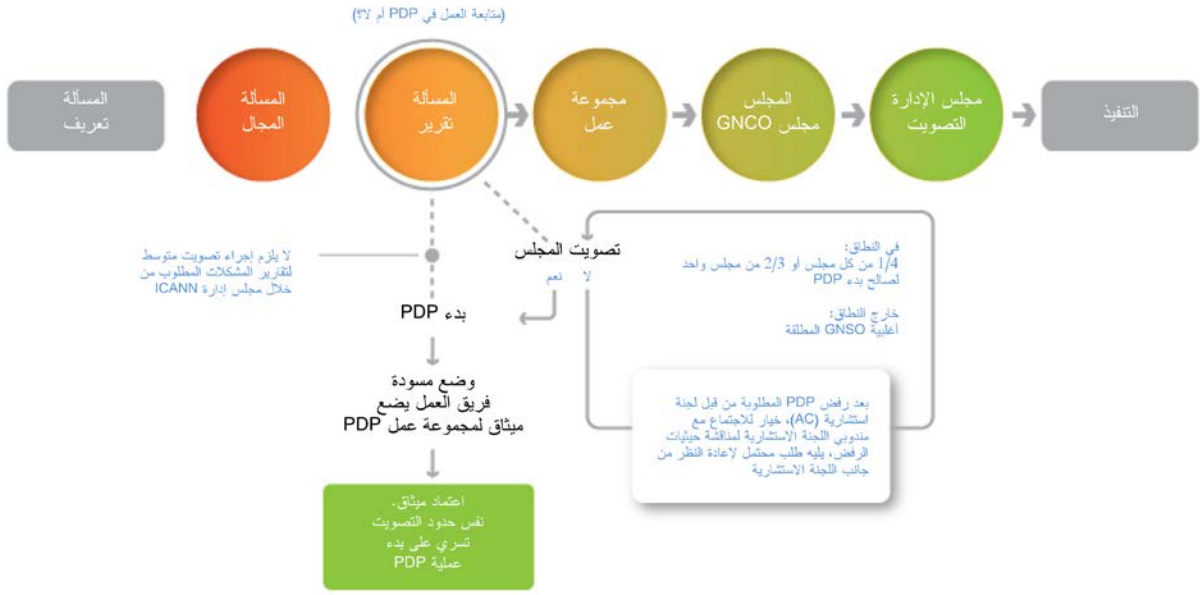 (متابعة العمل في PDP أم لا؟)
المسألة
تعريف
المسألة
المجال
المسألة
تقرير
مجموعة
عمل
المجلس
مجلس GNCO
مجلس الإدارة
التصويت
التنفيذ
لا يلزم إجراء تصويت متوسط
لتقارير المشكلات المطلوب من
خلال مجلس إدارة ICANN
تصويت المجلس
لا
نعم
في النطاق:
1/4 من كل مجلس أو 2/3 من مجلس واحد
لصالح بدء PDP
خارج النطاق:
أغلبية GNSO المطلقة
بدء PDP
وضع مسودة
فريق العمل يضع
ميثاق لمجموعة عمل PDP
بعد رفض PDP المطلوبة من قبل لجنة
استشارية (AC)، خيار للاجتماع مع
مندوبي اللجنة الاستشارية لمناقشة حيثيات
الرفض، يليه طلب محتمل لإعادة النظر من
جانب اللجنة الاستشارية
اعتماد ميثاق.
نفس حدود التصويت
تسري على بدء
عملية PDP